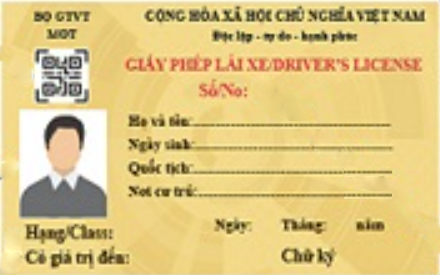 BỘ GTVT
MOT
CỘNG HÒA XÃ HỘI CHỦ NGHĨA VIỆT NAM
Độc lập - tự do - hạnh phúc
GIẤY PHÉP LÁI XE/DRIVER'S LICENSE
Số/No:
Họ và tên:
Ngày sinh:
Quốc tịch:
Nơi cư trú:
Ngày: Tháng: năm
Hạng/Class:
Có giá trị đến:
Chữ ký